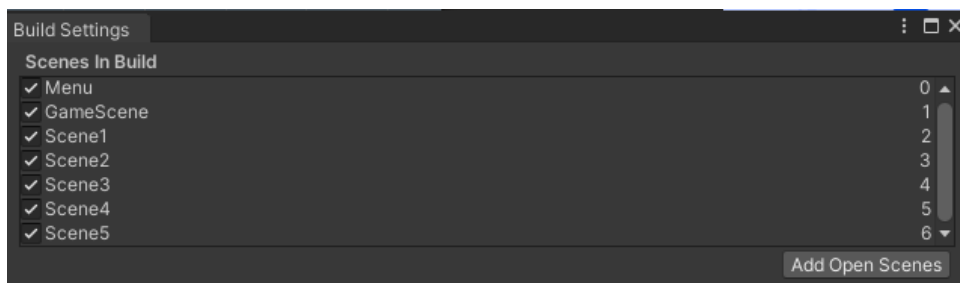 Build Settings
Scenes In Build
Menu 0
GameScene 1
Scene1 2
Scene2 3
Scene3 4
Scene4 5
Scene5 6
Add Open Scenes